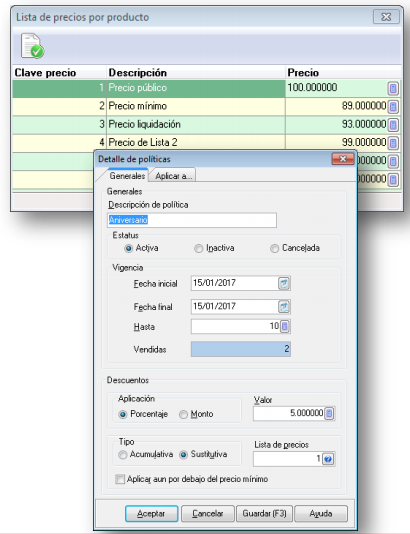 Lista de precios por producto
Clave precio Descripción Precio
1 Precio público 100.000000
2 Precio mínimo 89.000000
3 Precio liquidación 93.000000
4 Precio de Lista 2 99.000000
Detalle de políticas
Generales Aplicar a...
Generales
Descripción de política
Aniversario
Estatus
Activa Inactiva Cancelada
Vigencia
Fecha inicial 15/01/2017
Fecha final 15/01/2017
Hasta 10
Vendidas 2
Descuentos
Aplicación Valor
Porcentaje Monto 5.000000
Tipo Lista de precios
Acumulativa Sustitutiva 1
Aplicar aun por debajo del precio mínimo
Aceptar Cancelar Guardar (F3) Ayuda